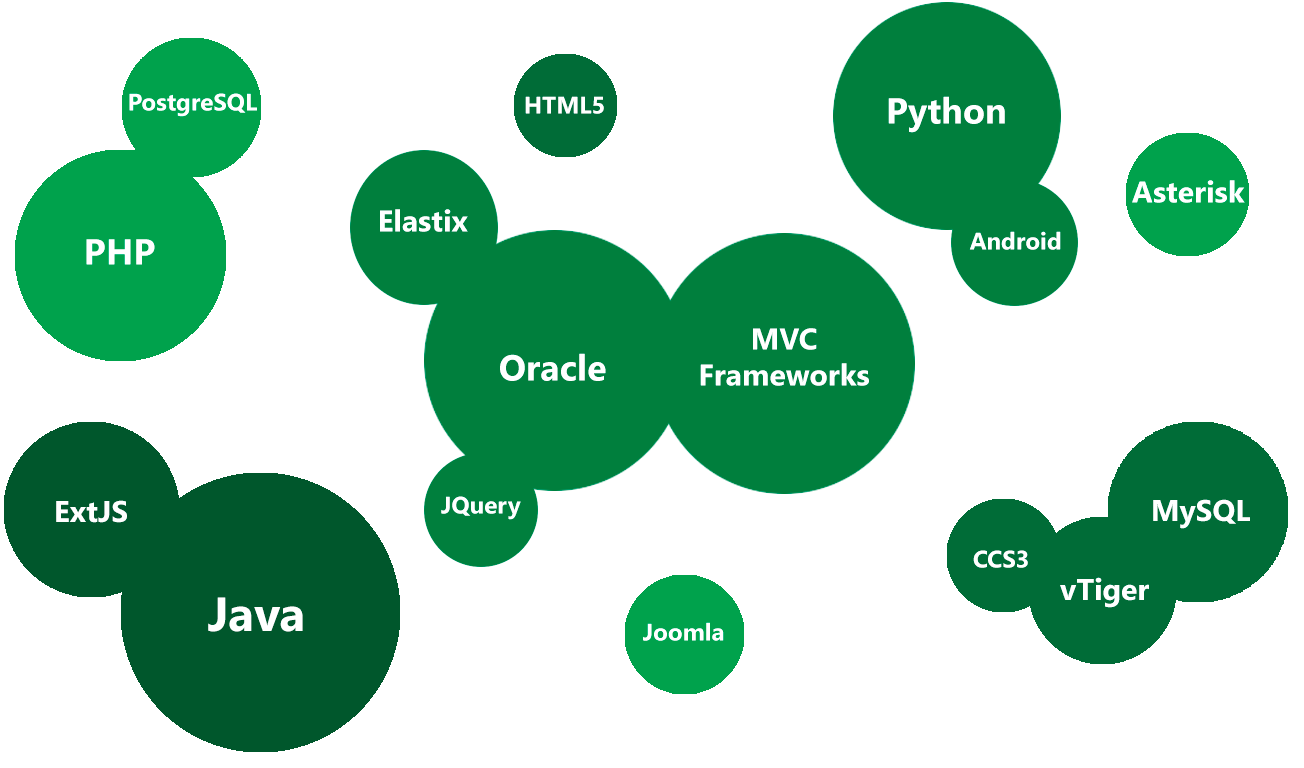 PostgreSQL
HTML5
Python
Asterisk
PHP
Elastix
Android
Oracle
MVC
Frameworks
ExtJS
JQuery
MySQL
CCS3
vTiger
Java
Joomla